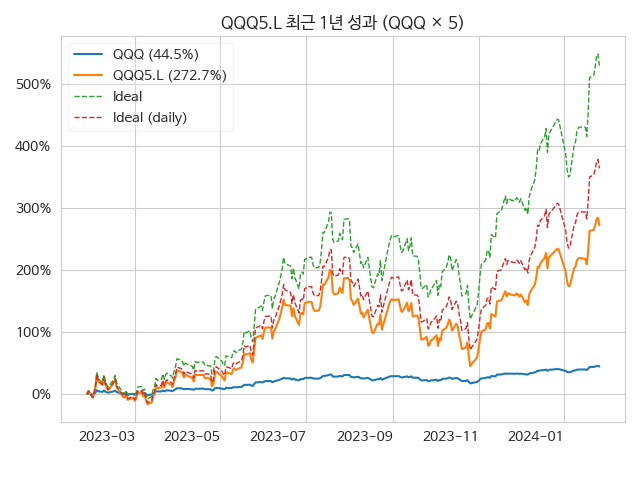 QQQ5.L 최근 1년 성과 (QQQ × 5)
QQQ (44.5%)
QQQ5.L (272.7%)
Ideal
Ideal (daily)
500%
400%
300%
200%
100%
0%
2023-03 2023-05 2023-07 2023-09 2023-11 2024-01